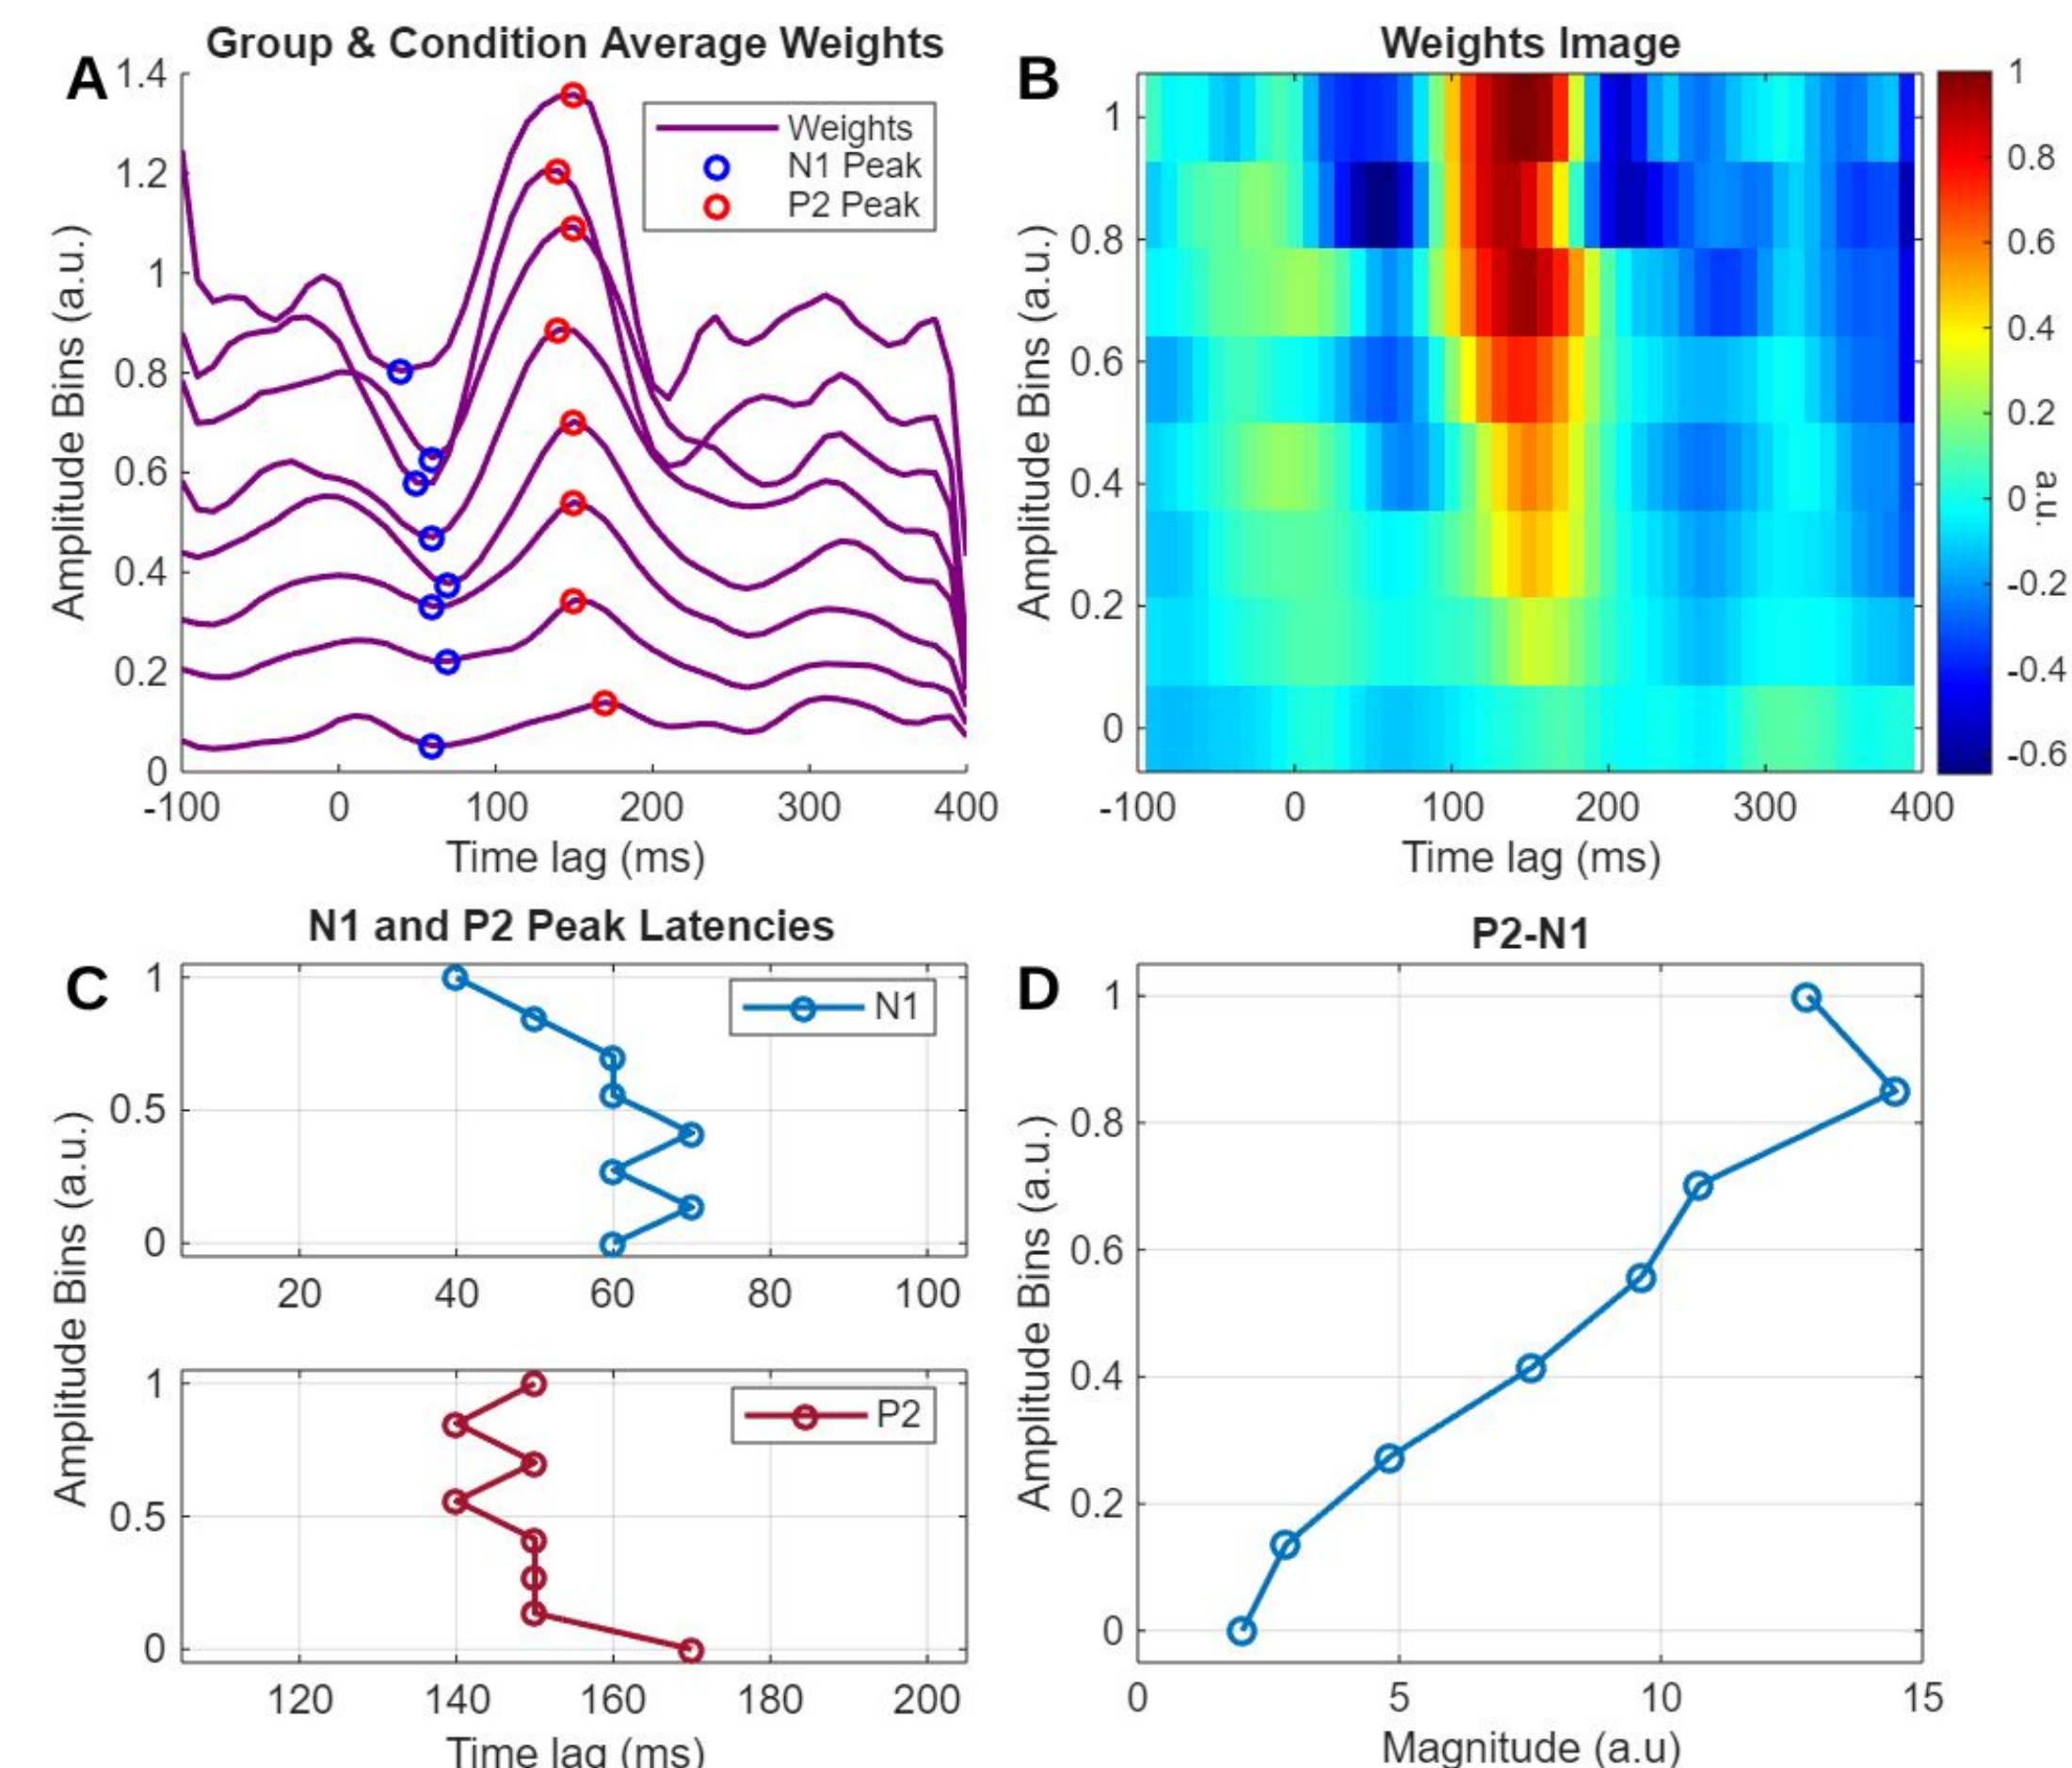 A
Group & Condition Average Weights
Amplitude Bins (a.u.)
1.4
1.2
1
0.8
0.6
0.4
0.2
0
-100
0
100
200
300
400
Time lag (ms)
Weights
N1 Peak
P2 Peak
B
Weights Image
Amplitude Bins (a.u.)
1
0.8
0.6
0.4
0.2
0
-100
0
100
200
300
400
Time lag (ms)
1
0.8
0.6
0.4
0.2
0
-0.2
-0.4
-0.6
a.u.
C
N1 and P2 Peak Latencies
Amplitude Bins (a.u.)
1
0.5
0
20
40
60
80
100
N1
1
0.5
0
120
140
160
180
200
P2
Time lag (ms)
D
P2-N1
Amplitude Bins (a.u.)
1
0.8
0.6
0.4
0.2
0
0
5
10
15
Magnitude (a.u)